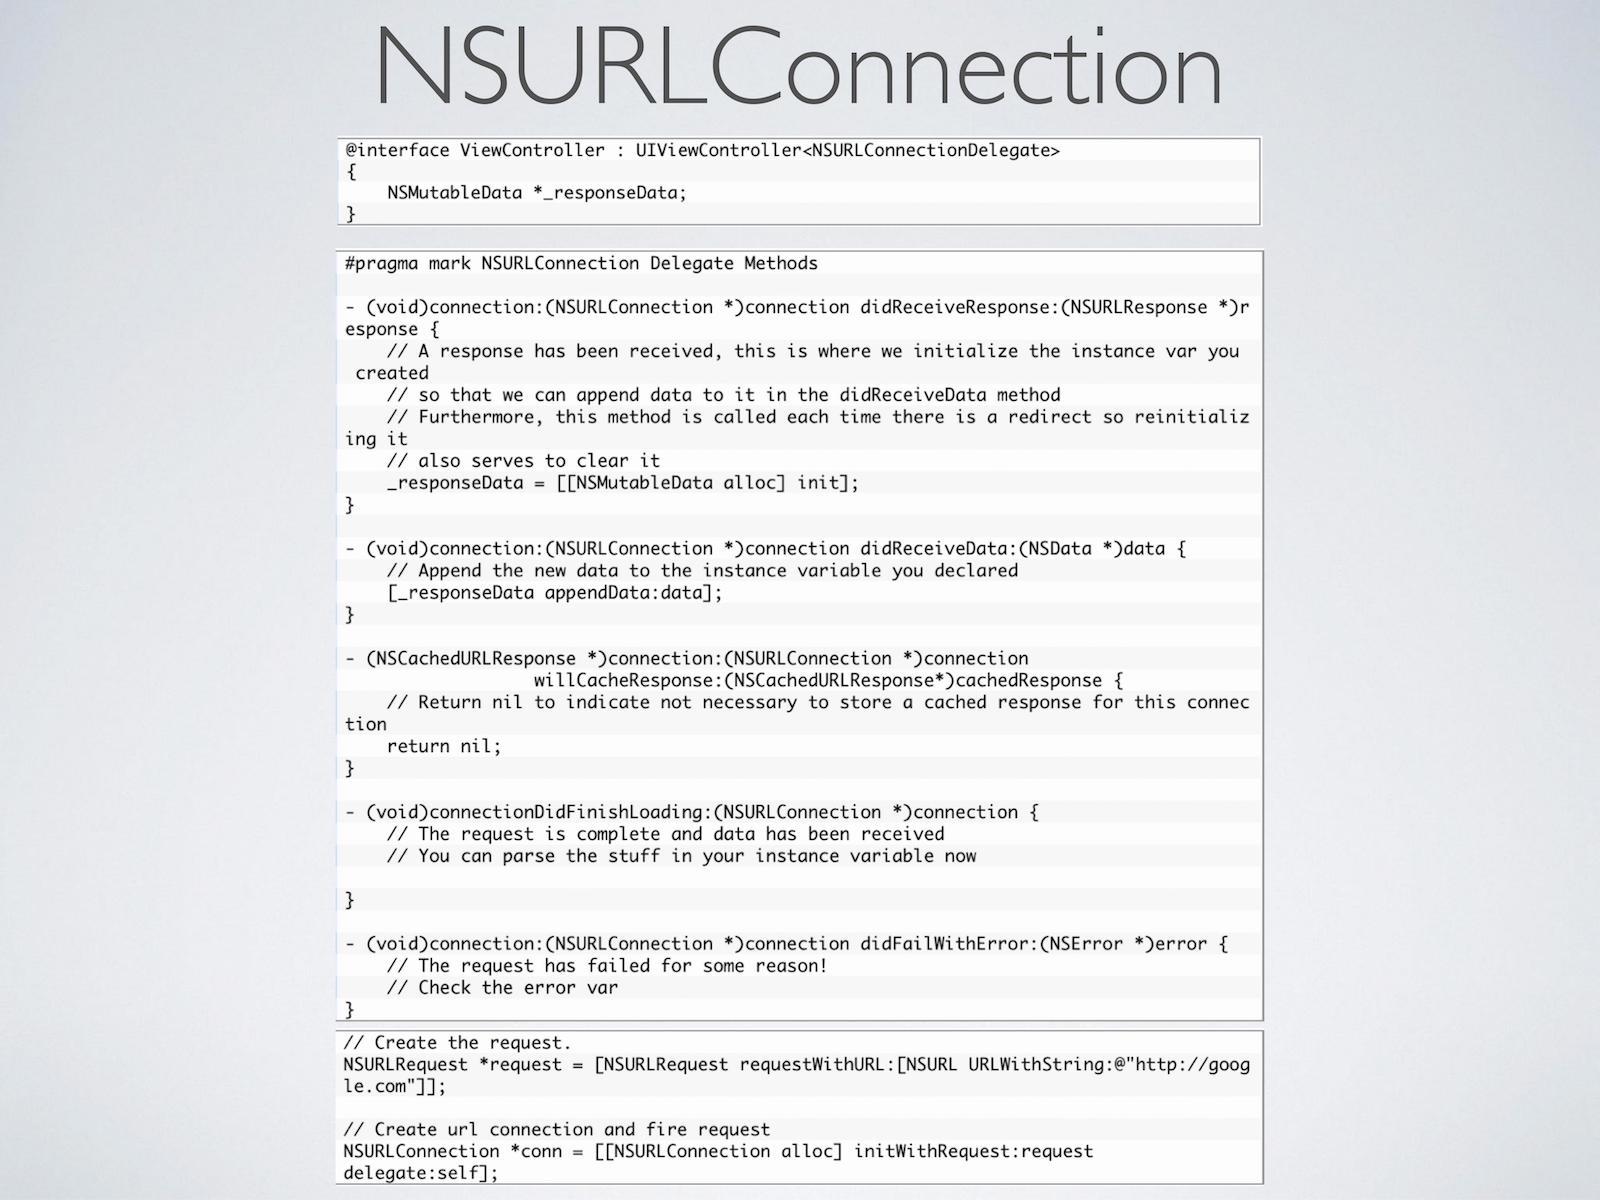 NSURLConnection
@interface ViewController : UIViewController<NSURLConnectionDelegate>
{
    NSMutableData *_responseData;
}
#pragma mark NSURLConnection Delegate Methods
- (void)connection:(NSURLConnection *)connection didReceiveResponse:(NSURLResponse *)r
esponse {
    // A response has been received, this is where we initialize the instance var you
 created
    // so that we can append data to it in the didReceiveData method
    // Furthermore, this method is called each time there is a redirect so reinitializ
ing it
    // also serves to clear it
    _responseData = [[NSMutableData alloc] init];
}
- (void)connection:(NSURLConnection *)connection didReceiveData:(NSData *)data {
    // Append the new data to the instance variable you declared
    [_responseData appendData:data];
}
- (NSCachedURLResponse *)connection:(NSURLConnection *)connection
                  willCacheResponse:(NSCachedURLResponse*)cachedResponse {
    // Return nil to indicate not necessary to store a cached response for this connec
tion
    return nil;
}
- (void)connectionDidFinishLoading:(NSURLConnection *)connection {
    // The request is complete and data has been received
    // You can parse the stuff in your instance variable now
}
- (void)connection:(NSURLConnection *)connection didFailWithError:(NSError *)error {
    // The request has failed for some reason!
    // Check the error var
}
// Create the request.
NSURLRequest *request = [NSURLRequest requestWithURL:[NSURL URLWithString:@"http://goog
le.com"]];
// Create url connection and fire request
NSURLConnection *conn = [[NSURLConnection alloc] initWithRequest:request
delegate:self];